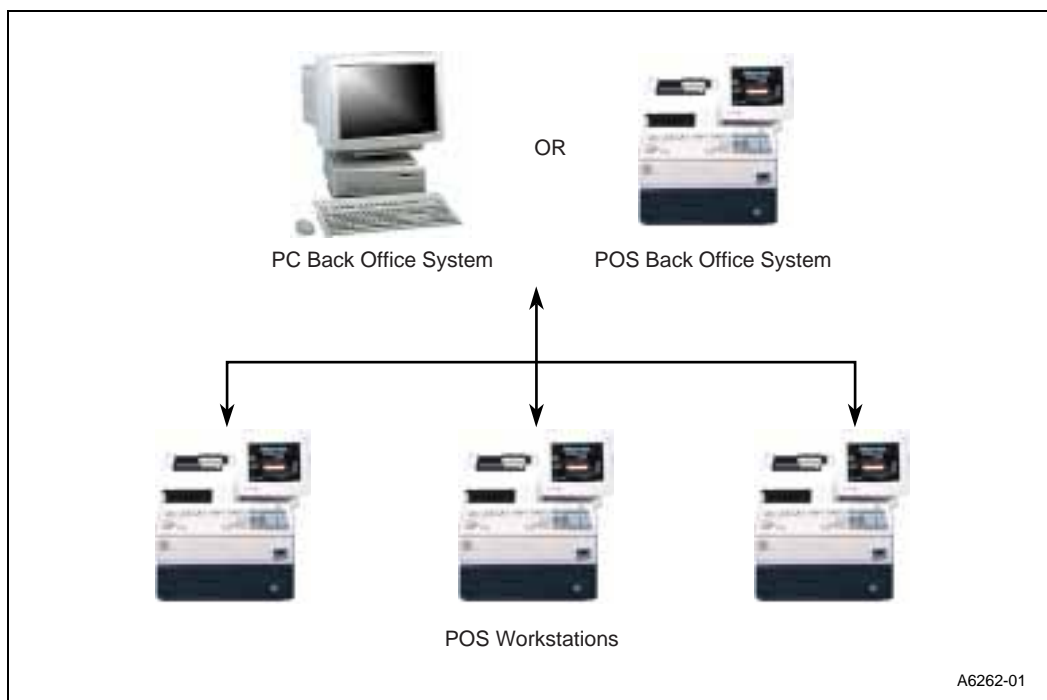 OR
PC Back Office System
POS Back Office System
POS Workstations
A6262-01